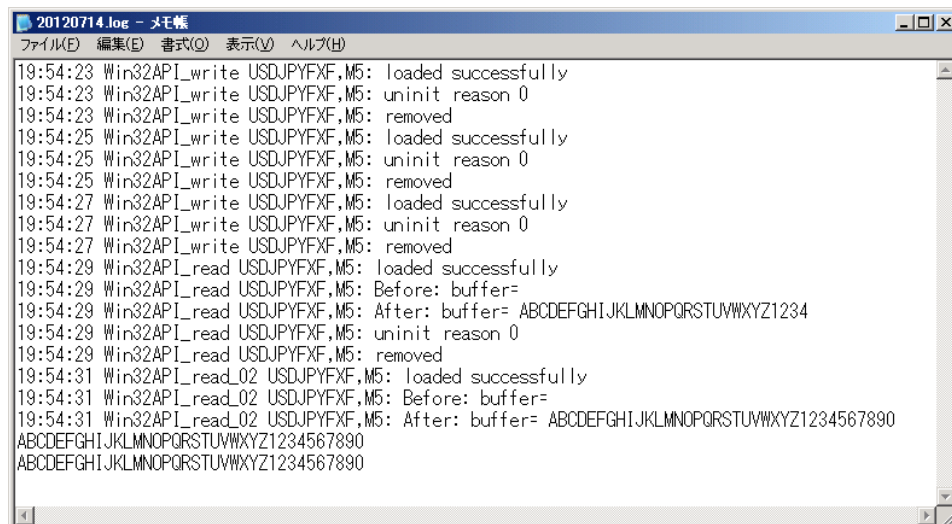 20120714.log - メモ帳
ファイル(F) 編集(E) 書式(O) 表示(V) ヘルプ(H)
19:54:23 Win32API_write USDJPYFXF,M5: loaded successfully
19:54:23 Win32API_write USDJPYFXF,M5: uninit reason 0
19:54:23 Win32API_write USDJPYFXF,M5: removed
19:54:25 Win32API_write USDJPYFXF,M5: loaded successfully
19:54:25 Win32API_write USDJPYFXF,M5: uninit reason 0
19:54:25 Win32API_write USDJPYFXF,M5: removed
19:54:27 Win32API_write USDJPYFXF,M5: loaded successfully
19:54:27 Win32API_write USDJPYFXF,M5: uninit reason 0
19:54:27 Win32API_write USDJPYFXF,M5: removed
19:54:29 Win32API_read USDJPYFXF,M5: loaded successfully
19:54:29 Win32API_read USDJPYFXF,M5: Before: buffer=
19:54:29 Win32API_read USDJPYFXF,M5: After: buffer= ABCDEFGHIJKLMNOPQRSTUVWXYZ1234
19:54:29 Win32API_read USDJPYFXF,M5: uninit reason 0
19:54:29 Win32API_read USDJPYFXF,M5: removed
19:54:31 Win32API_read_02 USDJPYFXF,M5: loaded successfully
19:54:31 Win32API_read_02 USDJPYFXF,M5: Before: buffer=
19:54:31 Win32API_read_02 USDJPYFXF,M5: After: buffer= ABCDEFGHIJKLMNOPQRSTUVWXYZ1234567890
ABCDEFGHIJKLMNOPQRSTUVWXYZ1234567890
ABCDEFGHIJKLMNOPQRSTUVWXYZ1234567890